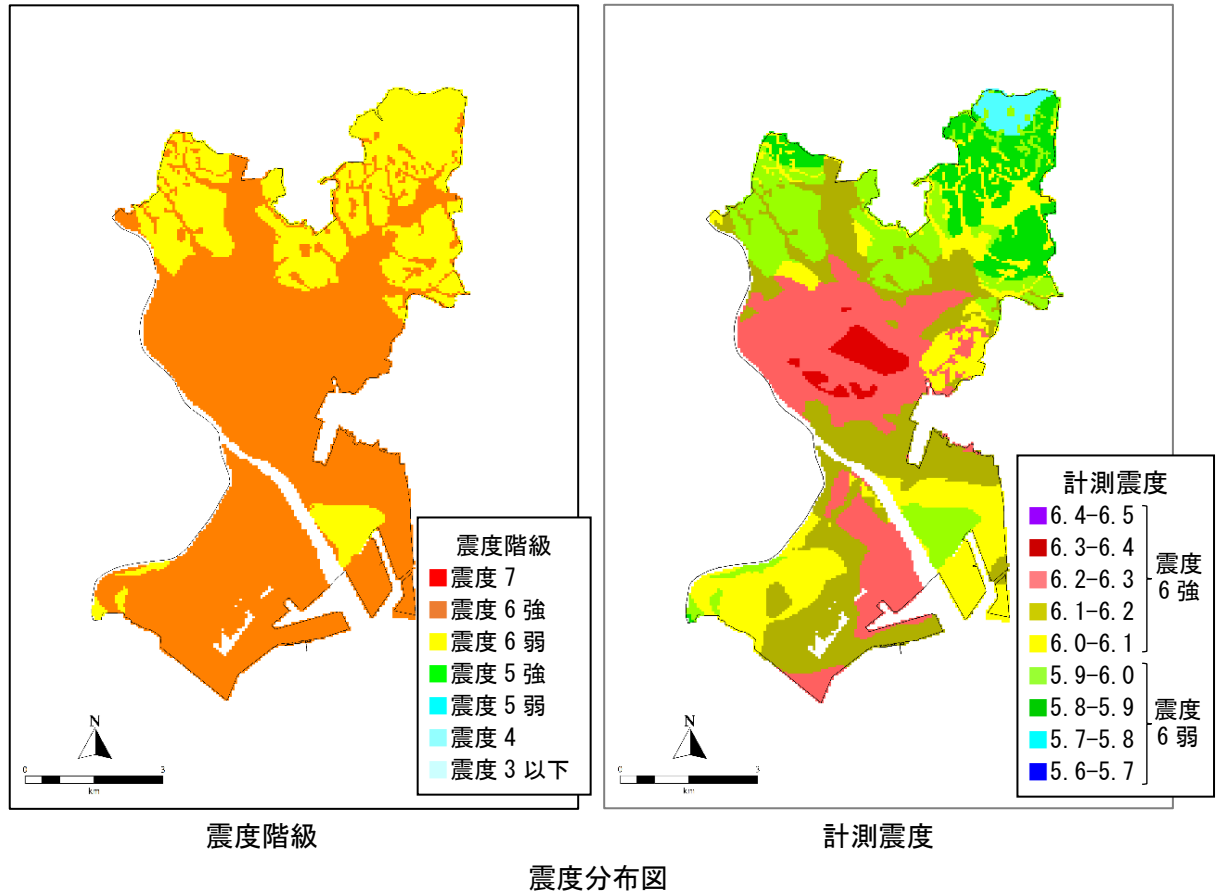 震度階級
震度 7
震度 6 強
震度 6 弱
震度 5 強
震度 5 弱
震度 4
震度 3 以下
N
0 3
km
震度階級
計測震度
6.4-6.5
6.3-6.4
6.2-6.3
6.1-6.2
6.0-6.1
震度
6 強
5.9-6.0
5.8-5.9
5.7-5.8
5.6-5.7
震度
6 弱
N
0 3
km
計測震度
震度分布図